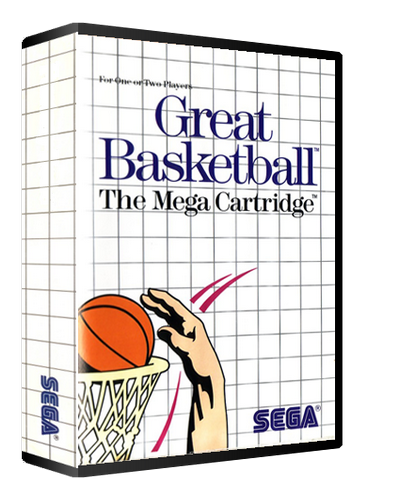 For One or Two Players
Great
Basketball™
The Mega Cartridge™
SEGA®
SEGA®